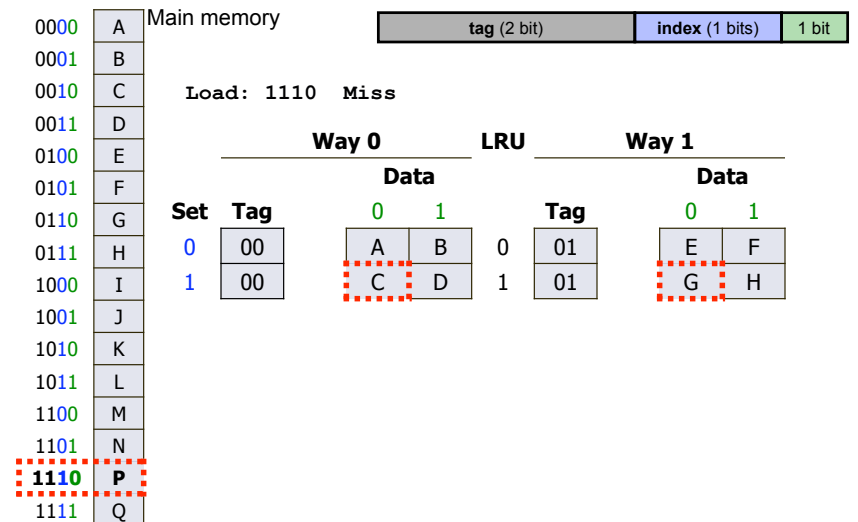 Main memory
tag (2 bit) index (1 bits) 1 bit
0000 A
0001 B
0010 C
0011 D
0100 E
0101 F
0110 G
0111 H
1000 I
1001 J
1010 K
1011 L
1100 M
1101 N
1110 P
1111 Q
Load: 1110 Miss
Way 0 LRU Way 1
Data Data
Set Tag 0 1 Tag 0 1
0 00 A B 0 01 E F
1 00 C D 1 01 G H